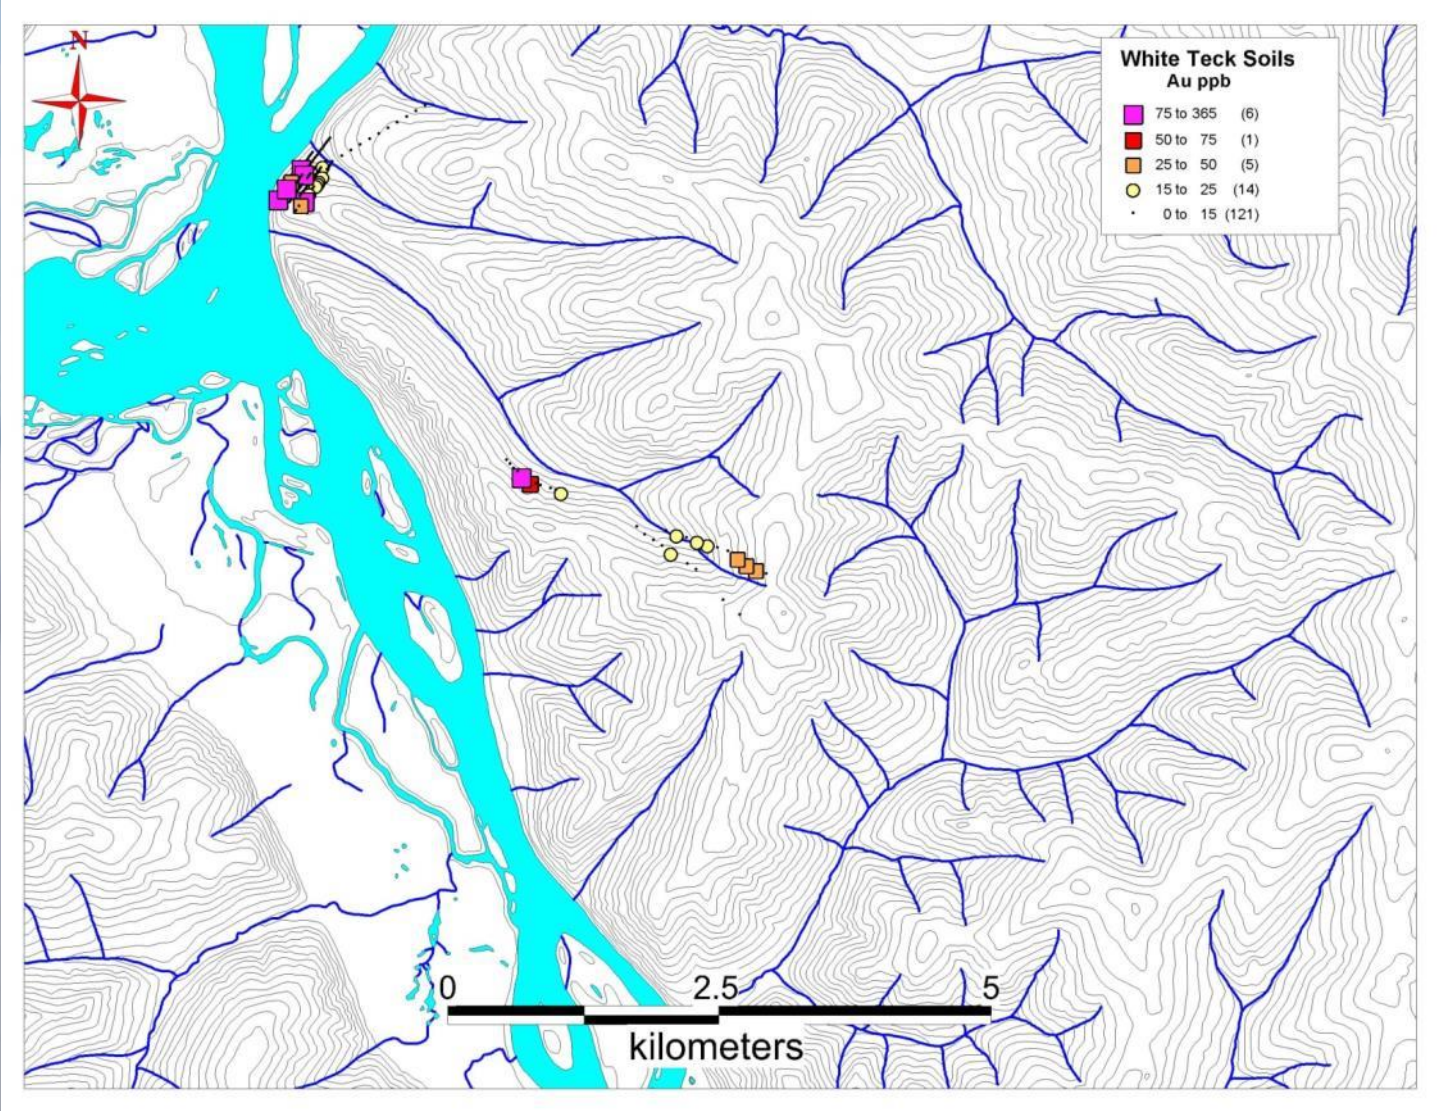 N
White Teck Soils
Au ppb
75 to 365 (6)
50 to 75 (1)
25 to 50 (5)
15 to 25 (14)
0 to 15 (121)
0 2.5 5
kilometers